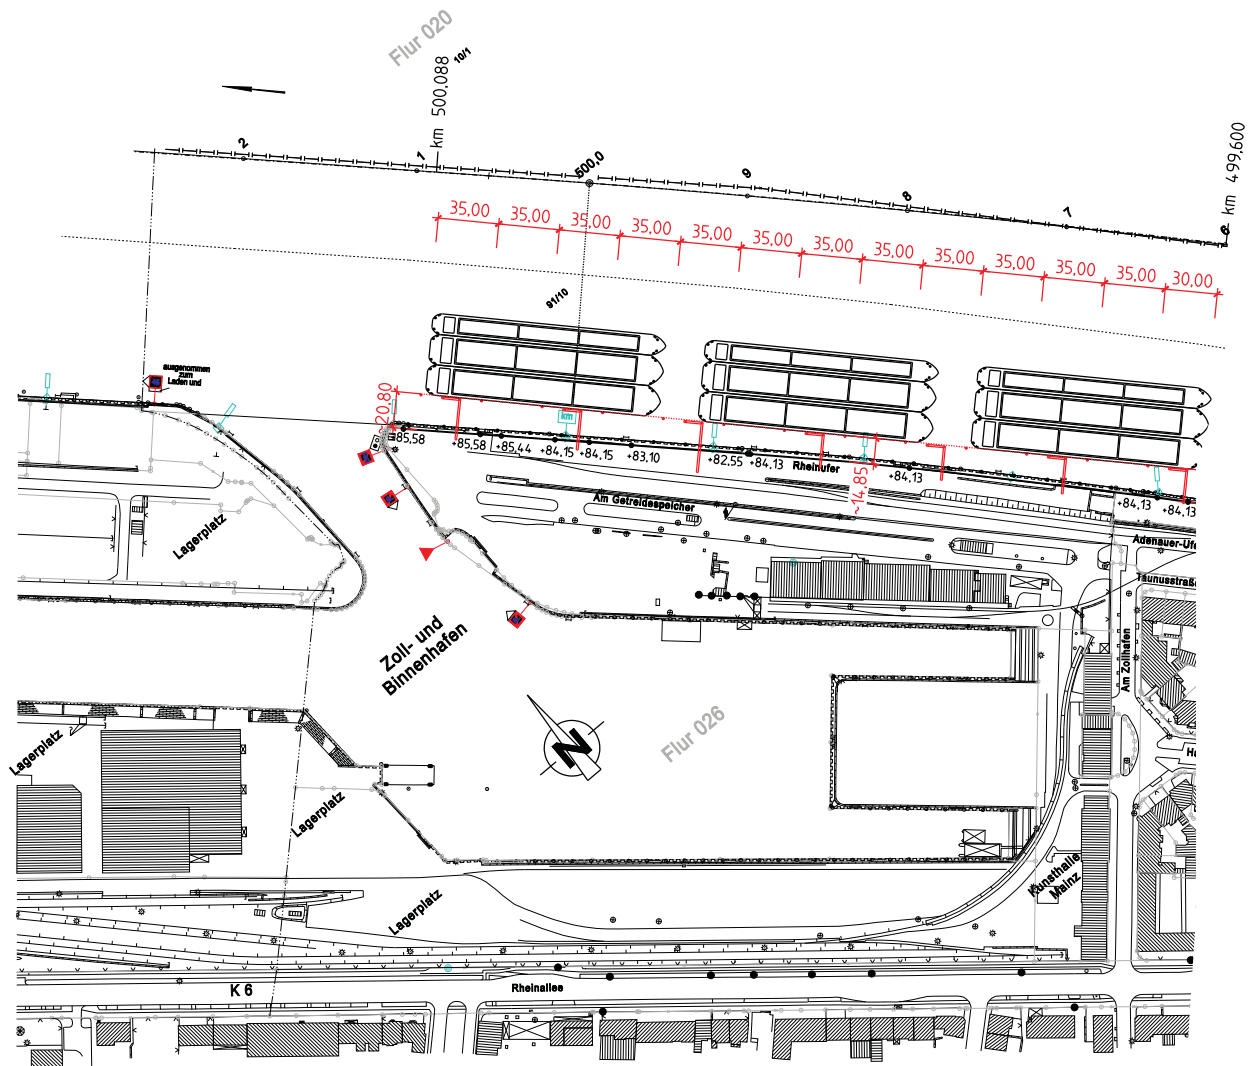 Flur 020
10/1
km 500.088
km 499.600
2
1
500,0
9
8
7
35,00
35,00
35,00
35,00
35,00
35,00
35,00
35,00
35,00
35,00
35,00
35,00
30,00
91/10
ausgenommen
zum
Laden und
~20,80
km
+85,58
+85,58
+85,44
+84,15
+84,15
+83,10
+82,55
+84,13
Rheinufer
~14,85
+84,13
+84,13
+84,13
Am Getreidespeicher
Adenauer-Ufe
Taunusstraße
Lagerplatz
Zoll- und
Binnenhafen
Am Zollhafen
Flur 026
N
Lagerplatz
Lagerplatz
Lagerplatz
Kunsthalle
Mainz
K 6
Rheinallee